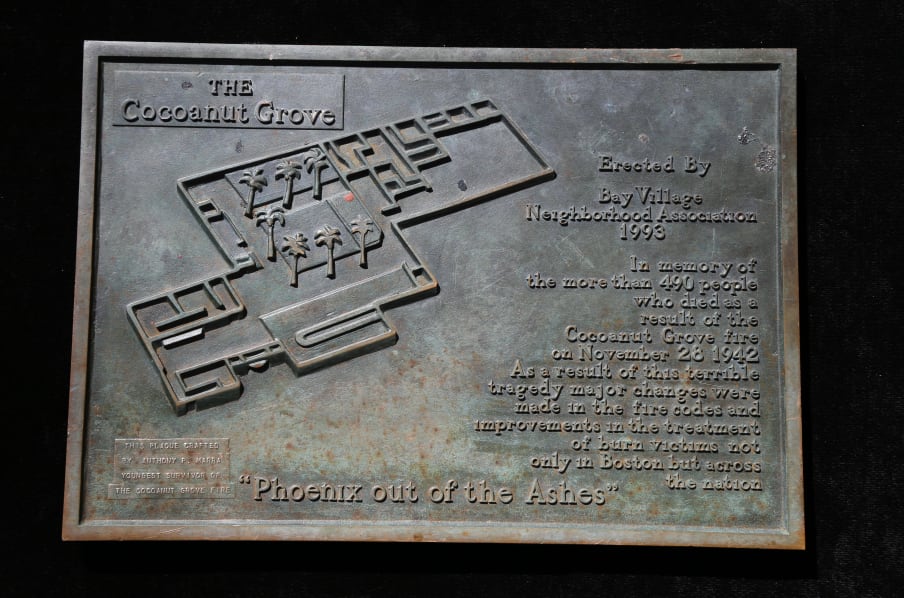 THE
Cocoanut Grove
Erected By
Bay Village
Neighborhood Association
1993
In memory of
the more than 490 people
who died as a
result of the
Cocoanut Grove fire
on November 28 1942
As a result of this terrible
tragedy major changes were
made in the fire codes and
improvements in the treatment
of burn victims not
only in Boston but across
the nation
THIS PLAQUE CRAFTED
BY ANTHONY P. MARRA
YOUNGEST SURVIVOR OF
THE COCOANUT GROVE FIRE
"Phoenix out of the Ashes"